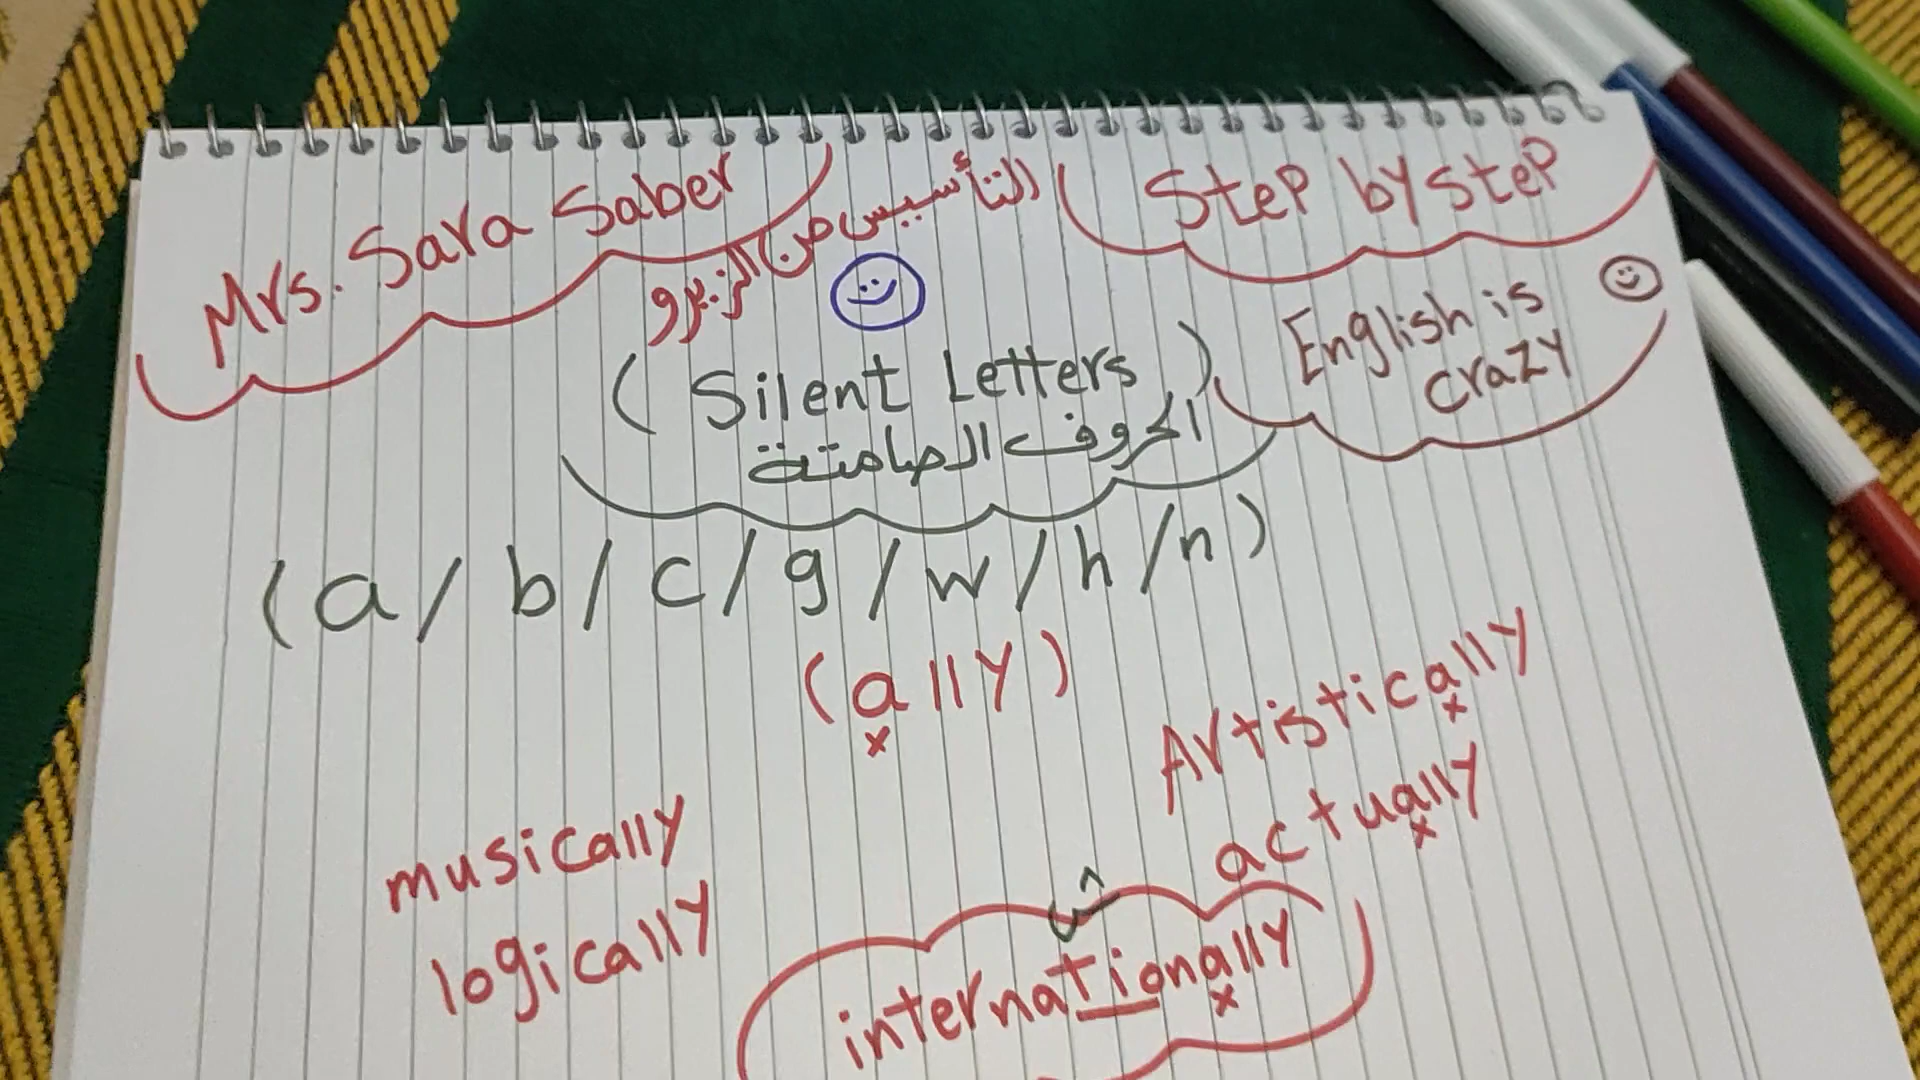 Mrs. Sara Saber
التأسيس من الزيرو
Step by step
English is
crazy
( Silent Letters )
الحروف الصامتة
( a / b / c / g / w / h / n )
( ally )
x
Artistically
x
actually
x
musically
logically
internationally
x